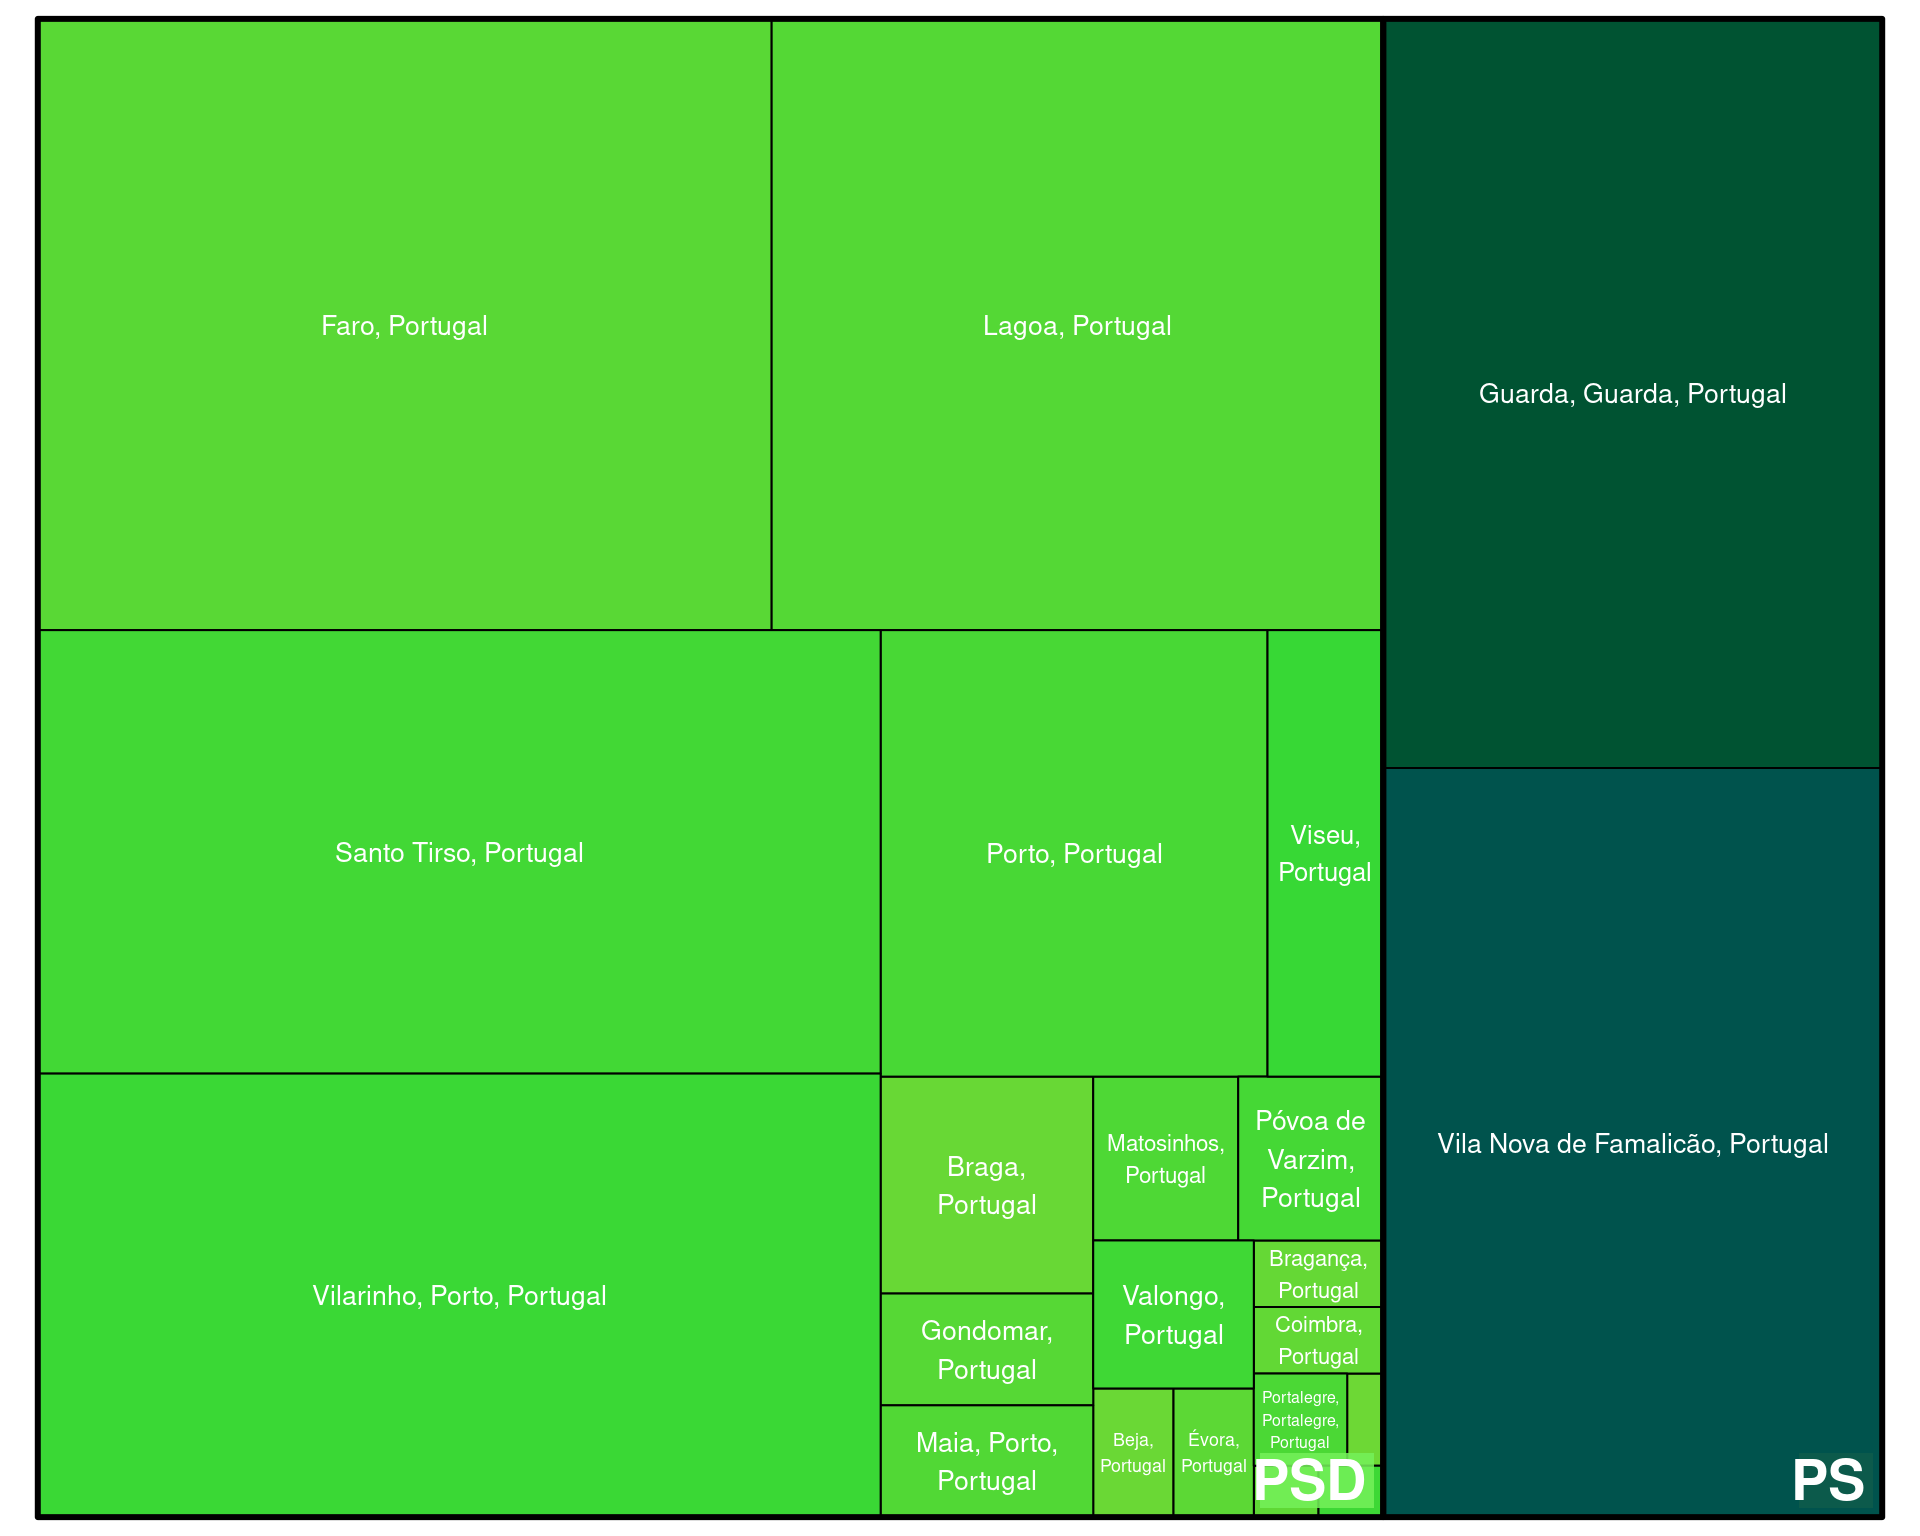 Faro, Portugal
Lagoa, Portugal
Guarda, Guarda, Portugal
Santo Tirso, Portugal
Porto, Portugal
Viseu,
Portugal
Vila Nova de Famalicão, Portugal
Vilarinho, Porto, Portugal
Braga,
Portugal
Matosinhos,
Portugal
Póvoa de
Varzim,
Portugal
Gondomar,
Portugal
Valongo,
Portugal
Bragança,
Portugal
Coimbra,
Portugal
Maia, Porto,
Portugal
Beja,
Portugal
Évora,
Portugal
Portalegre,
Portalegre,
Portugal
PSD
PS